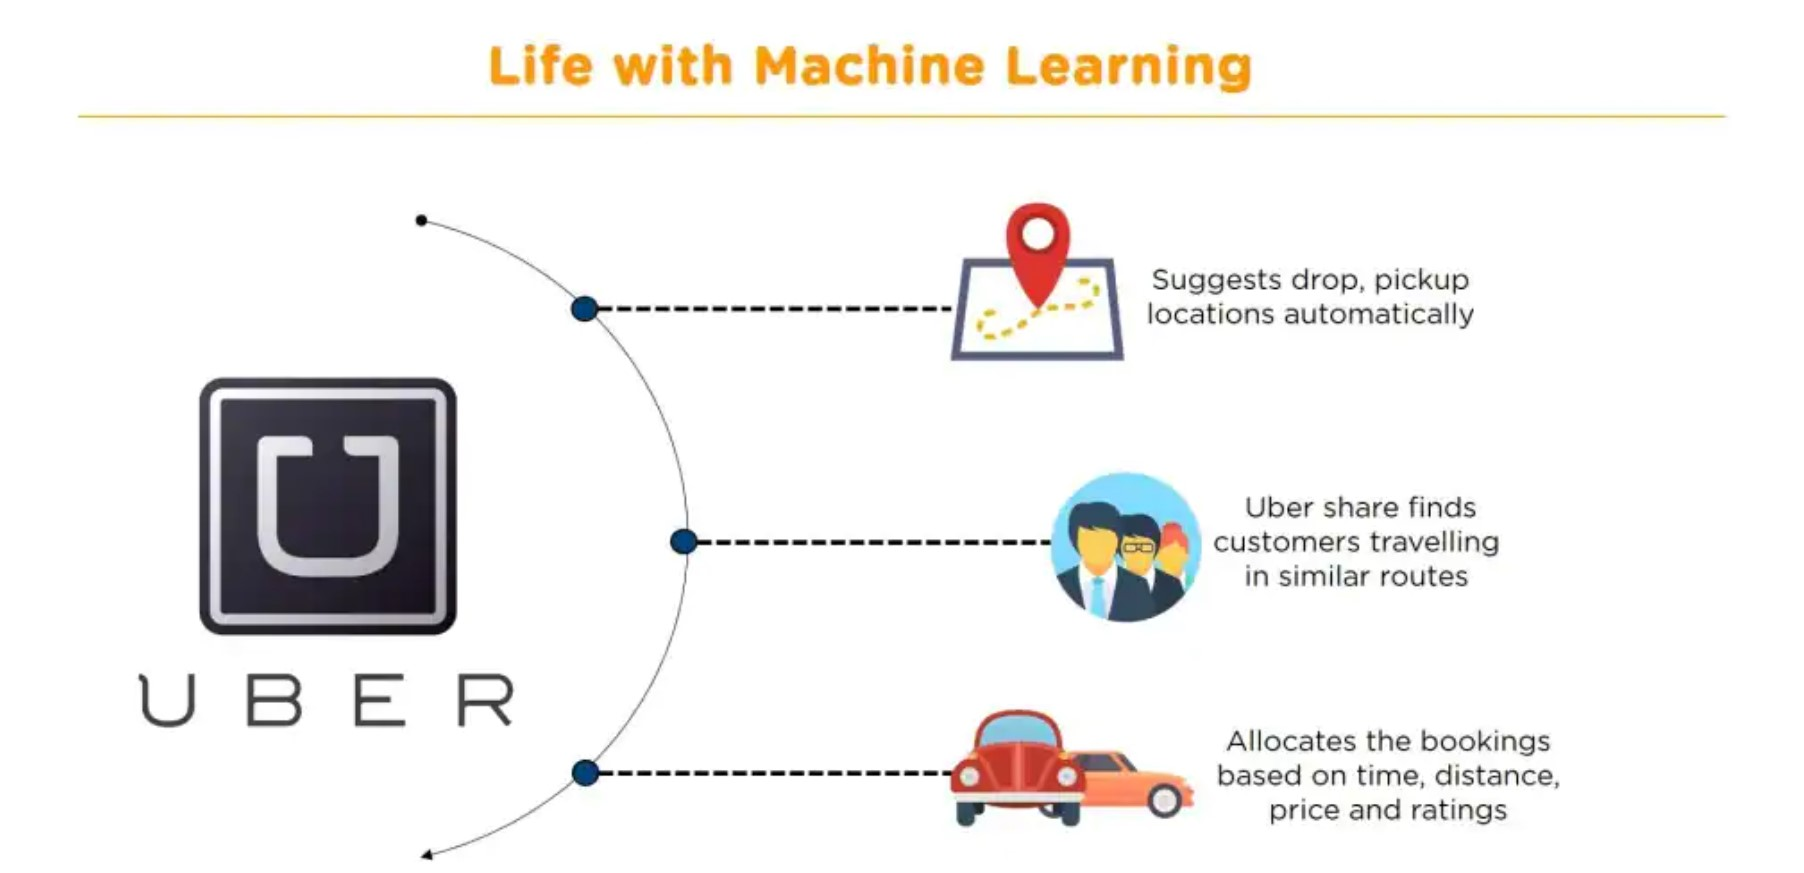 Life with Machine Learning
Suggests drop, pickup
locations automatically
UBER
Uber share finds
customers travelling
in similar routes
Allocates the bookings
based on time, distance,
price and ratings